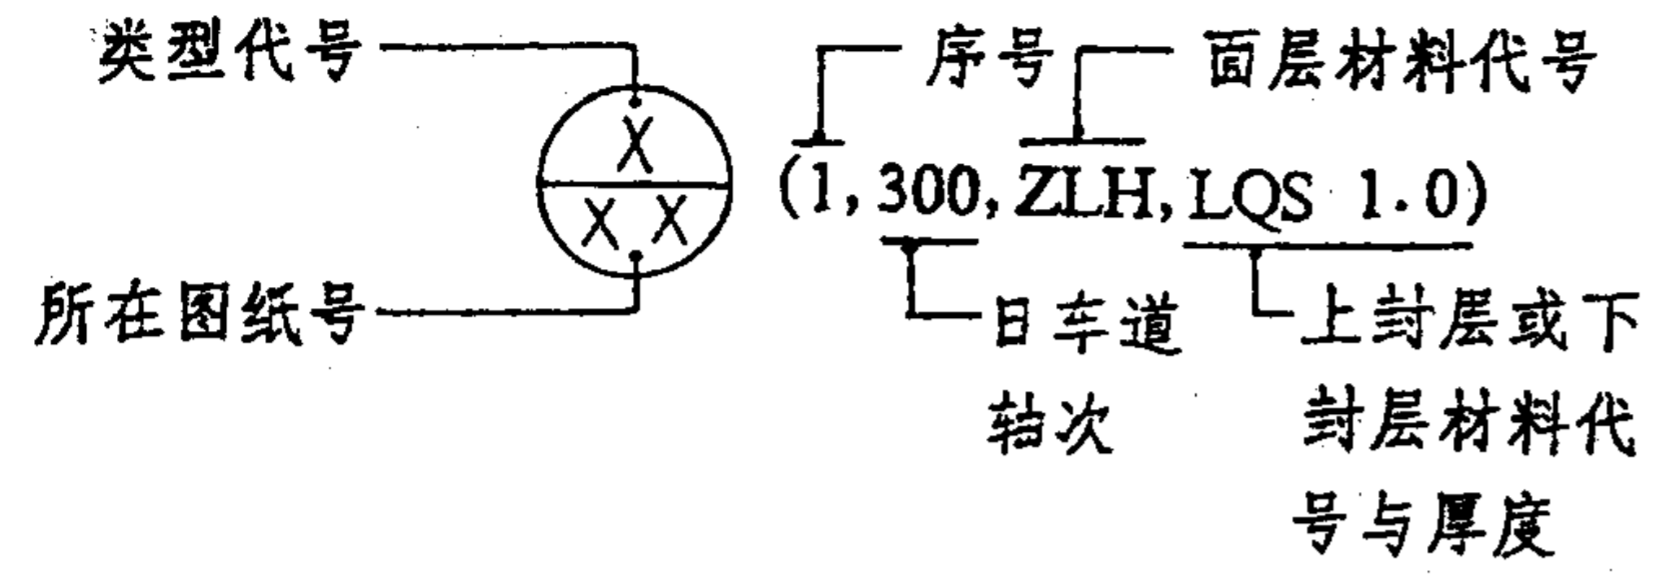 类型代号
序号
面层材料代号
X
X X
(1,300,ZLH,LQS 1.0)
所在图纸号
日车道
轴次
上封层或下
封层材料代
号与厚度